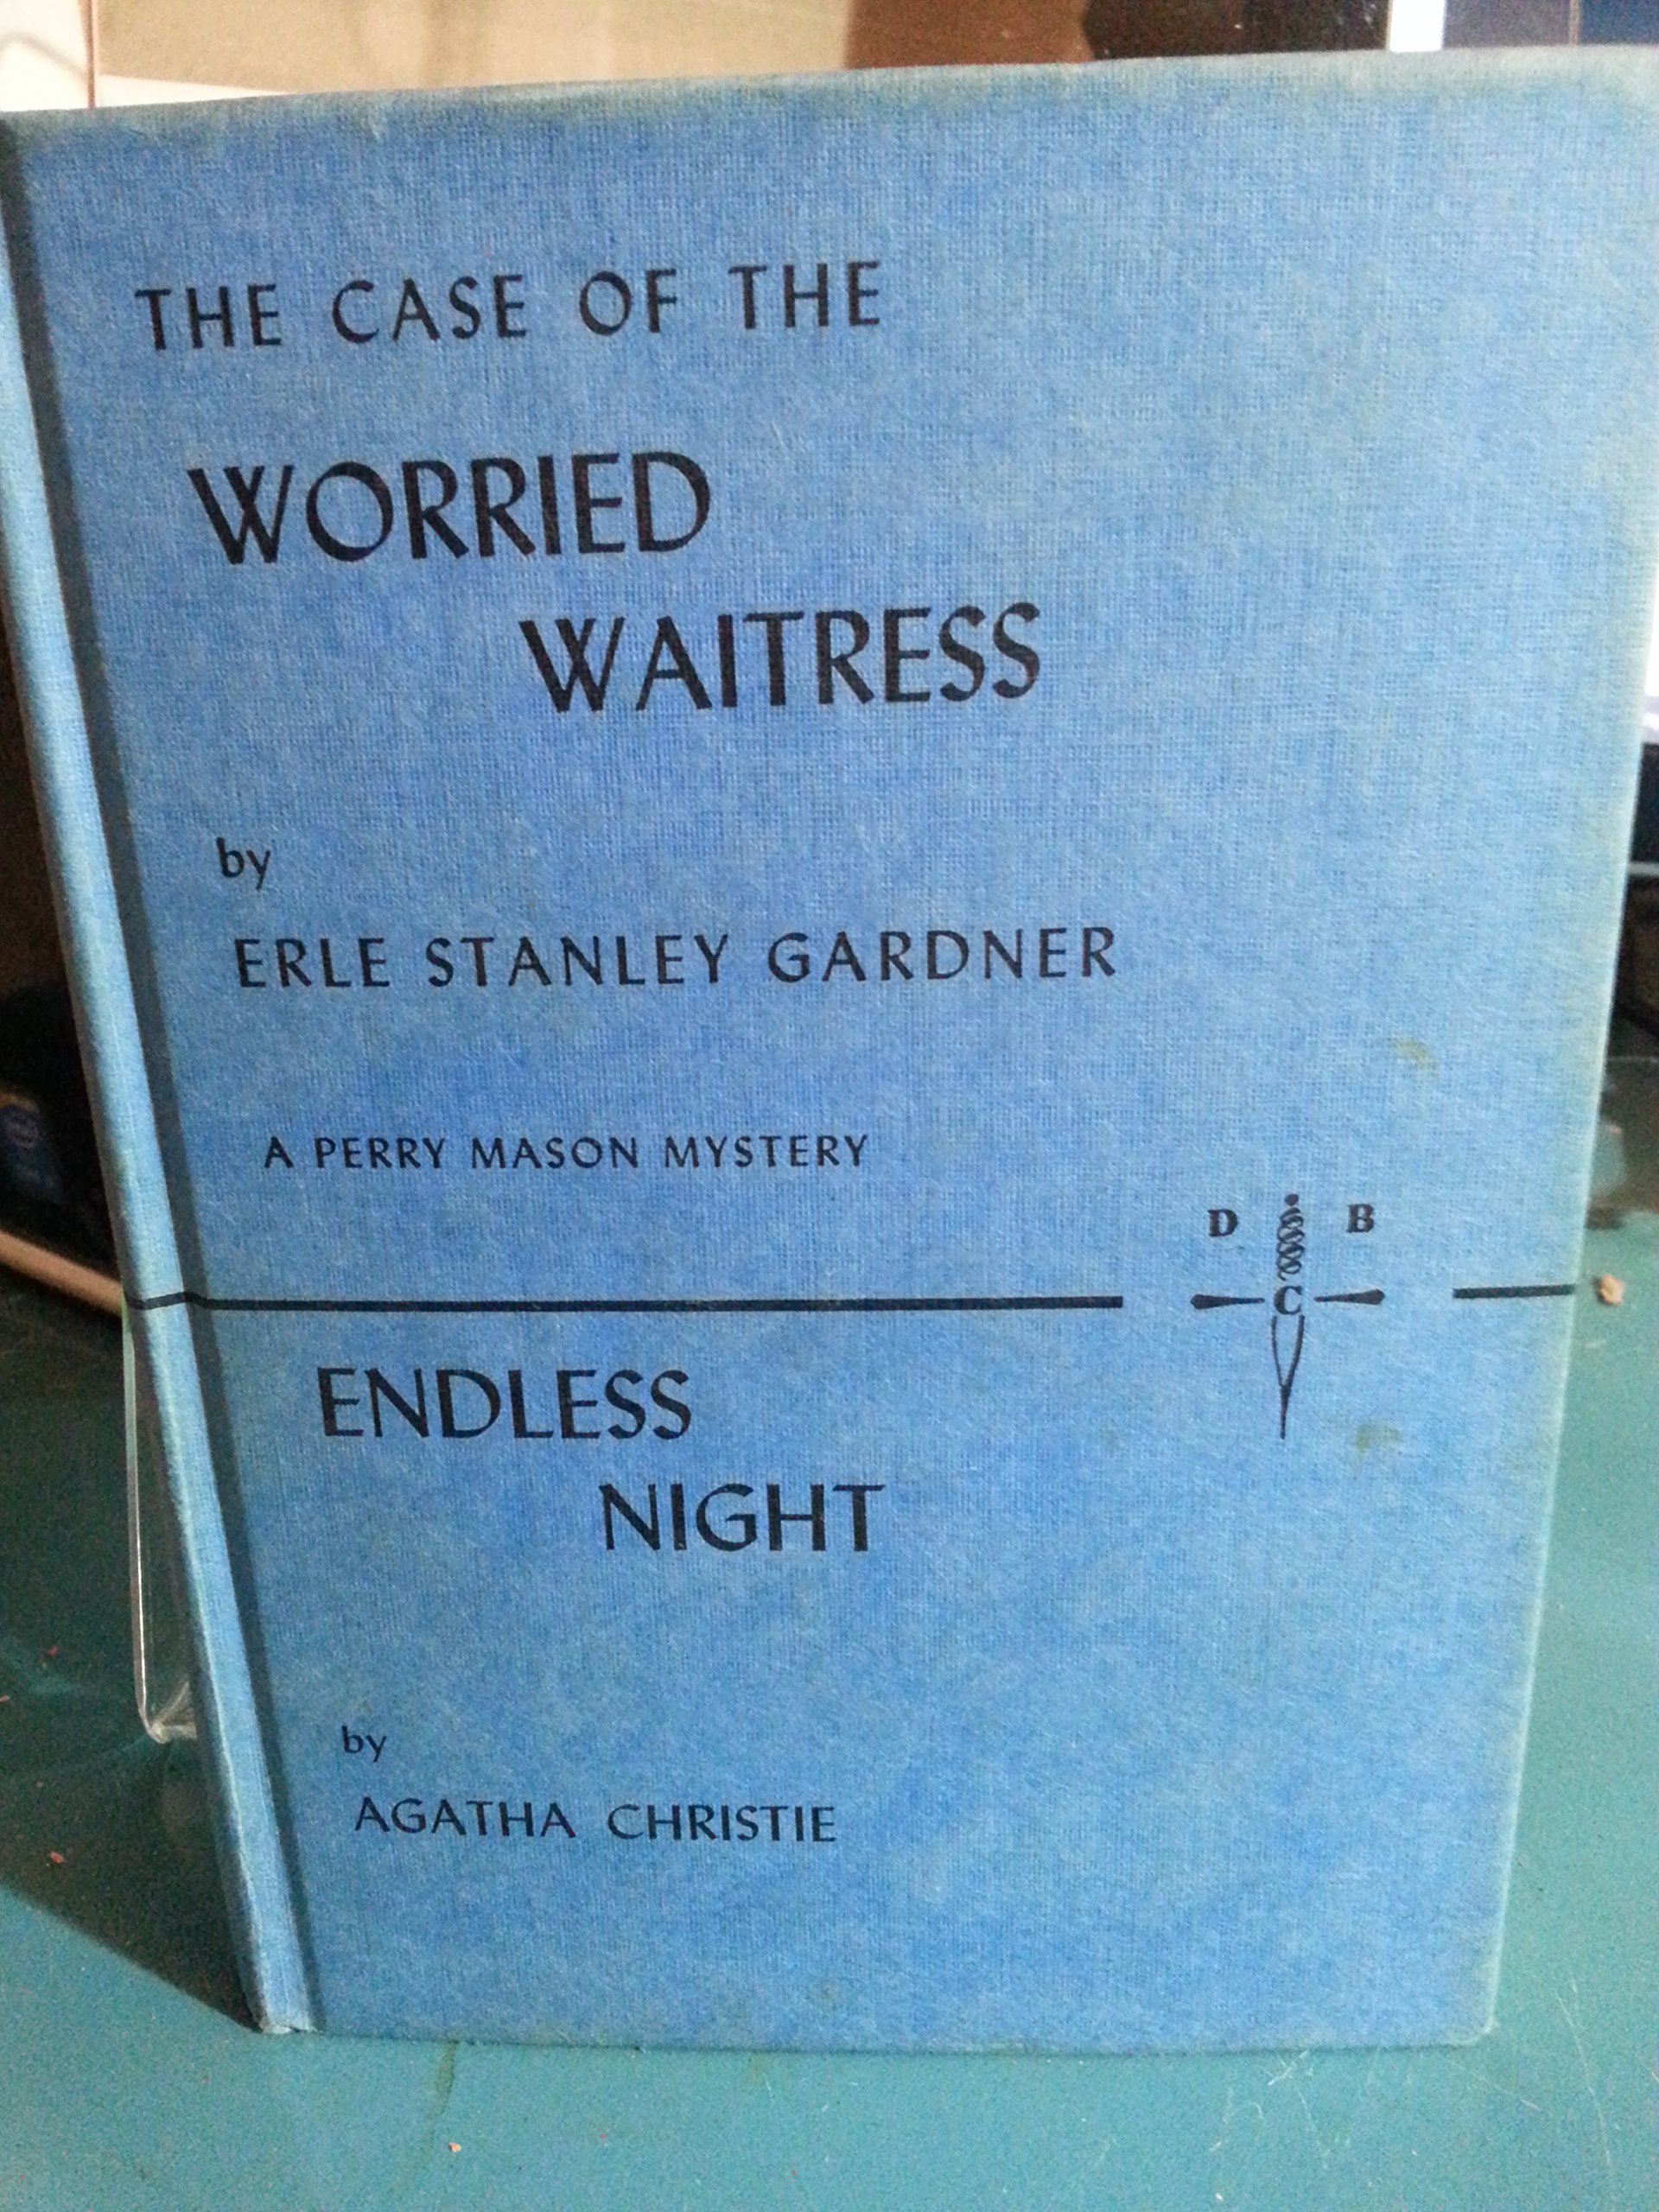 THE CASE OF THE
WORRIED
WAITRESS
by
ERLE STANLEY GARDNER
A PERRY MASON MYSTERY
D B
C
ENDLESS
NIGHT
by
AGATHA CHRISTIE